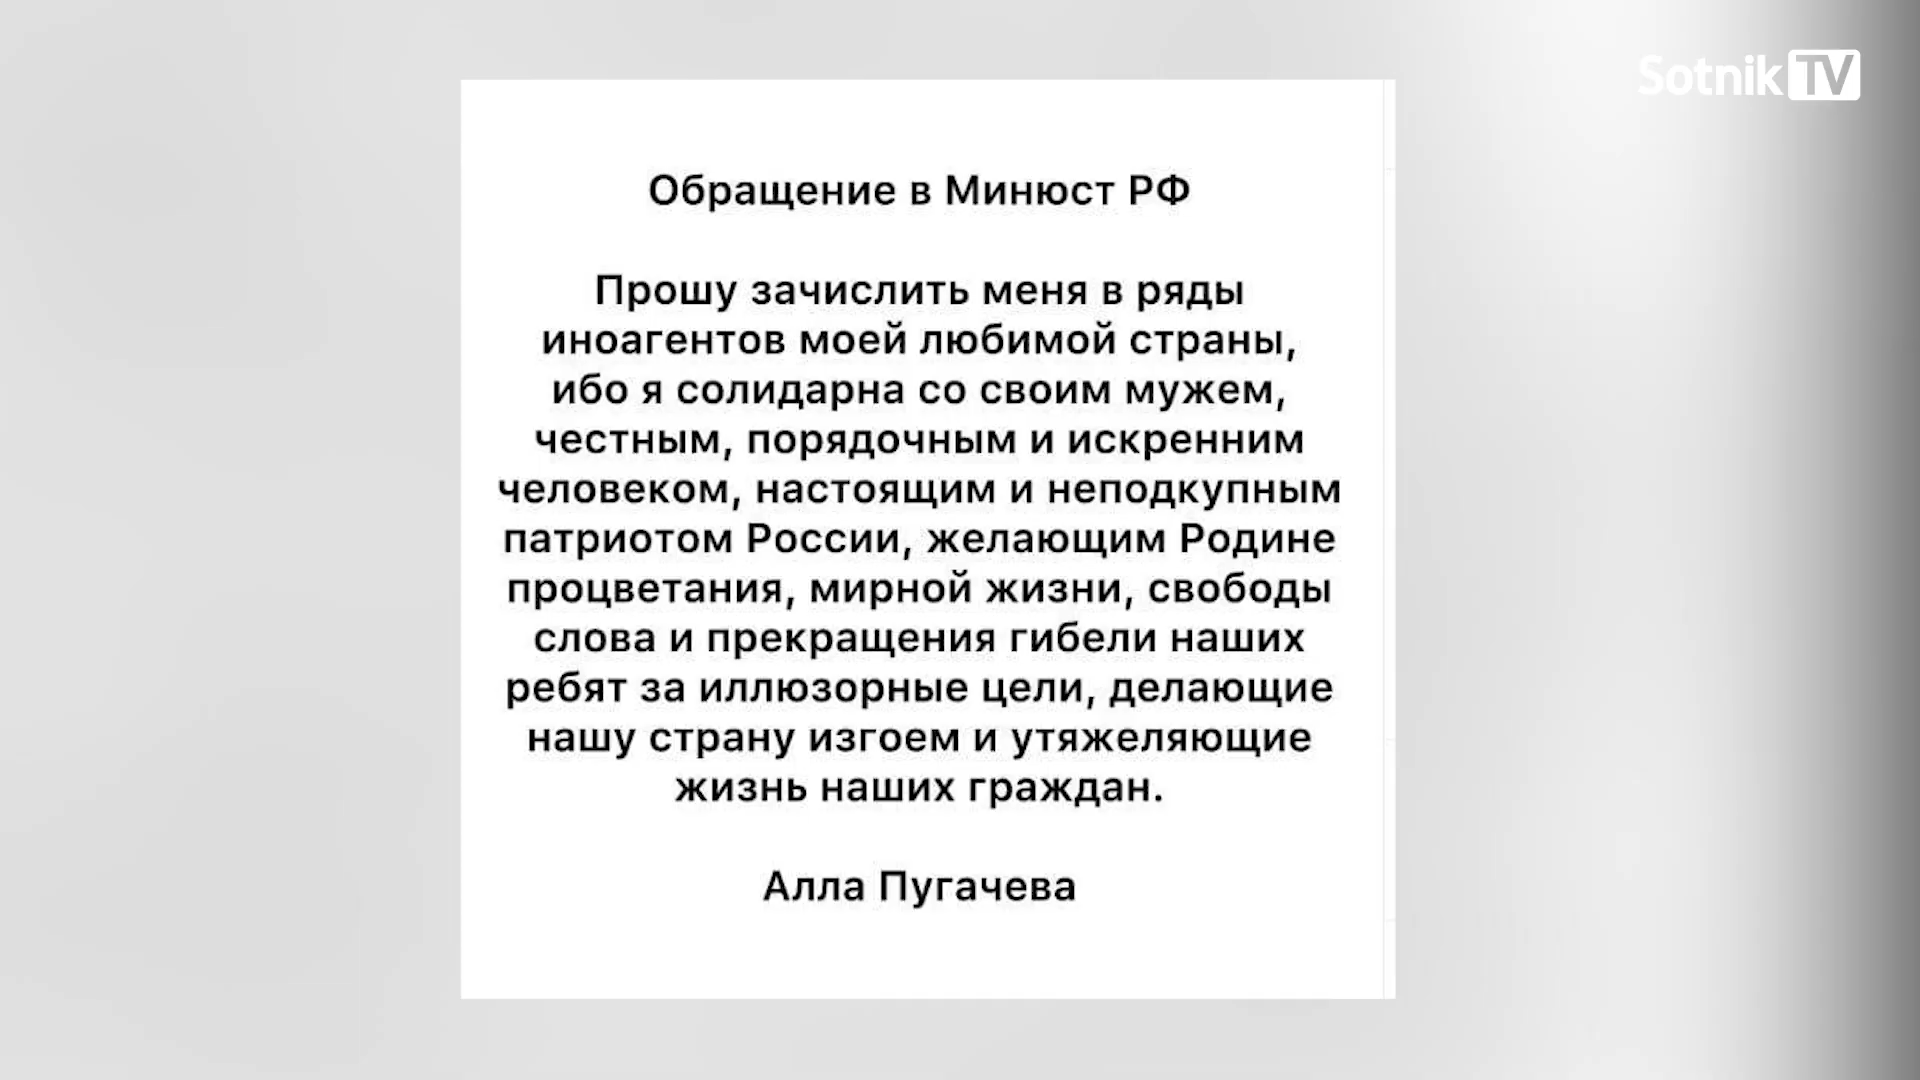 Sotnik TV
Обращение в Минюст РФ
Прошу зачислить меня в ряды
иноагентов моей любимой страны,
ибо я солидарна со своим мужем,
честным, порядочным и искренним
человеком, настоящим и неподкупным
патриотом России, желающим Родине
процветания, мирной жизни, свободы
слова и прекращения гибели наших
ребят за иллюзорные цели, делающие
нашу страну изгоем и утяжеляющие
жизнь наших граждан.
Алла Пугачева